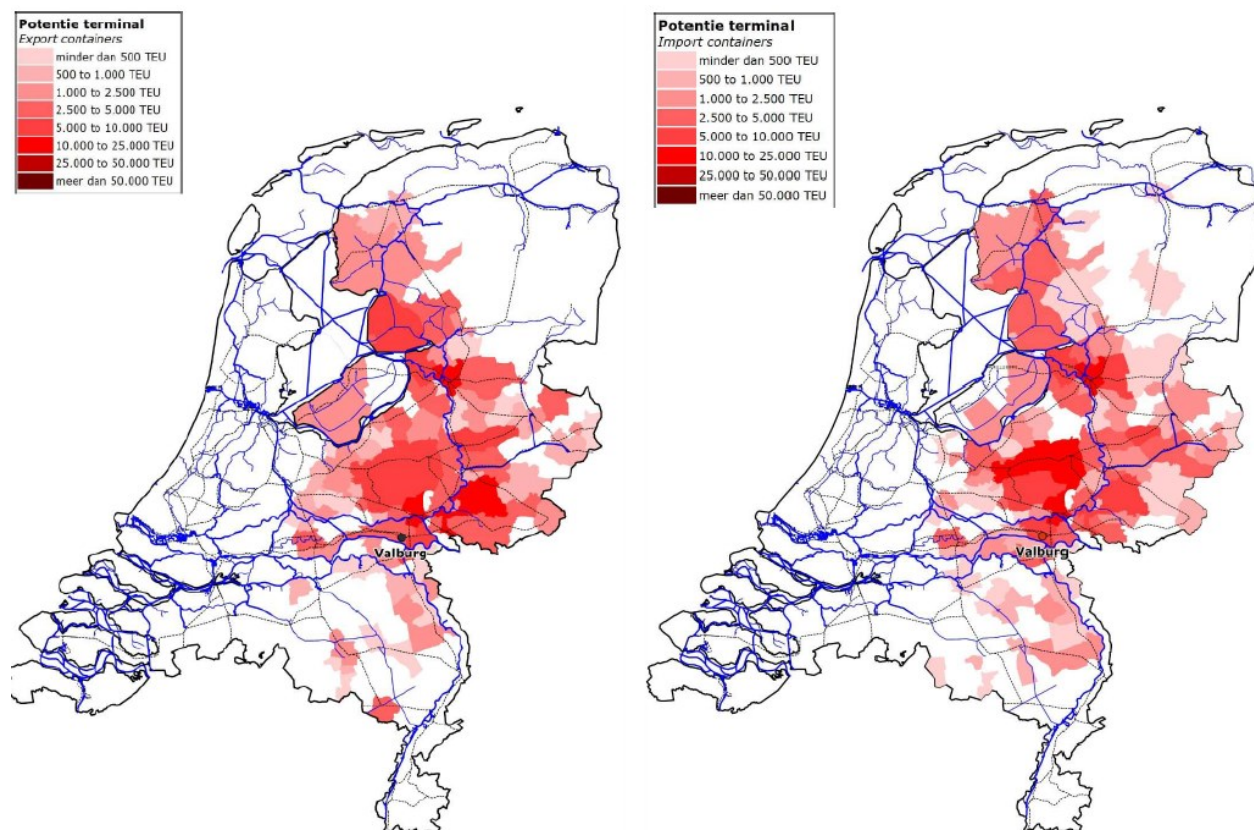 Potentie terminal
Export containers
minder dan 500 TEU
500 to 1.000 TEU
1.000 to 2.500 TEU
2.500 to 5.000 TEU
5.000 to 10.000 TEU
10.000 to 25.000 TEU
25.000 to 50.000 TEU
meer dan 50.000 TEU
Valburg
Potentie terminal
Import containers
minder dan 500 TEU
500 to 1.000 TEU
1.000 to 2.500 TEU
2.500 to 5.000 TEU
5.000 to 10.000 TEU
10.000 to 25.000 TEU
25.000 to 50.000 TEU
meer dan 50.000 TEU
Valburg